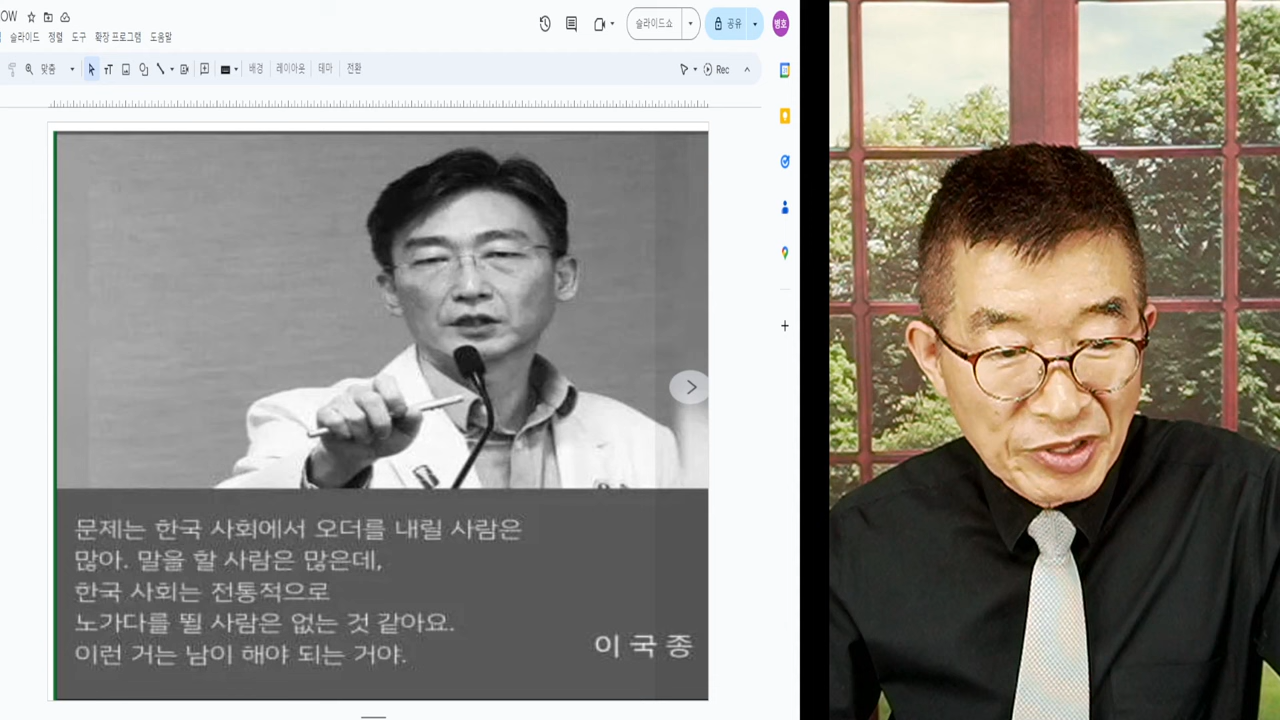 OW
슬라이드 정렬 도구 확장 프로그램 도움말
슬라이드쇼
공유
병호
맞춤
배경 레이아웃 테마 전환
Rec
문제는 한국 사회에서 오더를 내릴 사람은
많아. 말을 할 사람은 많은데,
한국 사회는 전통적으로
노가다를 뛸 사람은 없는 것 같아요.
이런 거는 남이 해야 되는 거야.
이국종